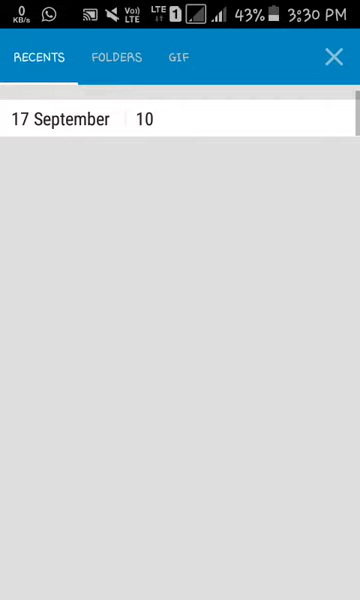 0 KB/s Vo)) LTE LTE 1 43% 3:30 PM
RECENTS FOLDERS GIF
17 September 10